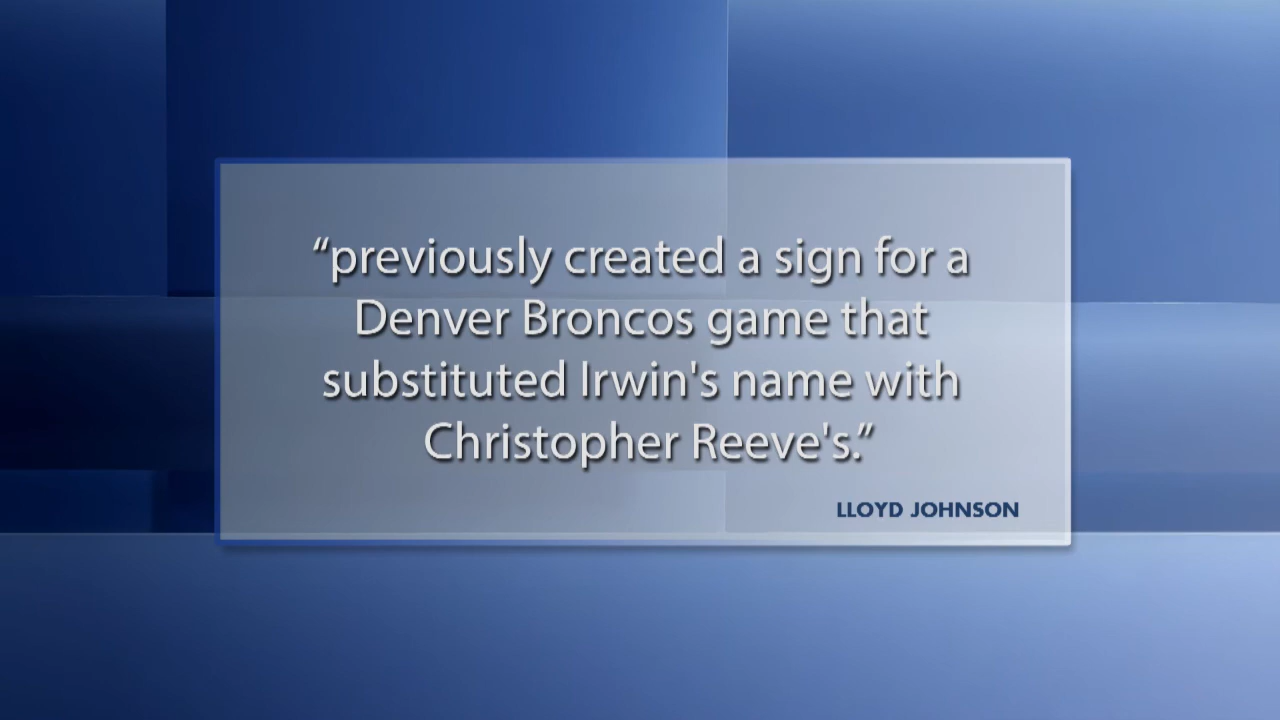 “previously created a sign for a
Denver Broncos game that
substituted Irwin's name with
Christopher Reeve's.”
LLOYD JOHNSON